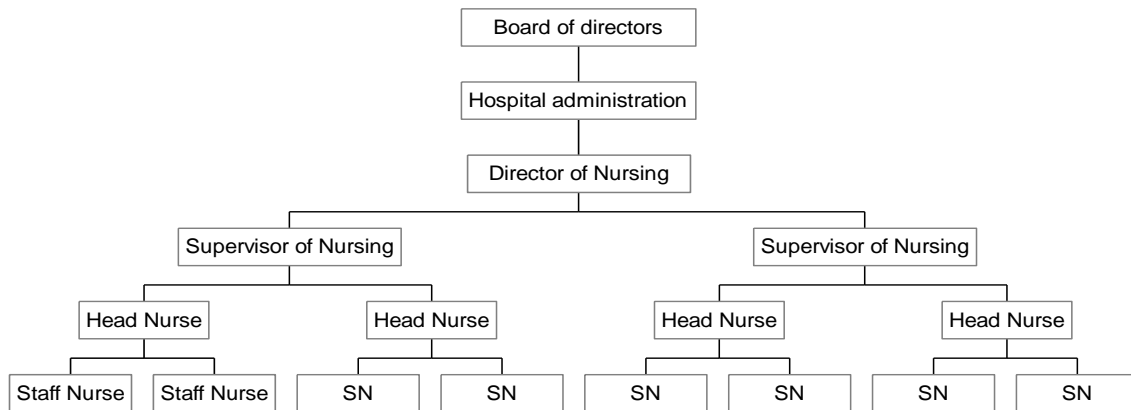 Board of directors
Hospital administration
Director of Nursing
Supervisor of Nursing
Supervisor of Nursing
Head Nurse
Head Nurse
Head Nurse
Head Nurse
Staff Nurse
Staff Nurse
SN
SN
SN
SN
SN
SN